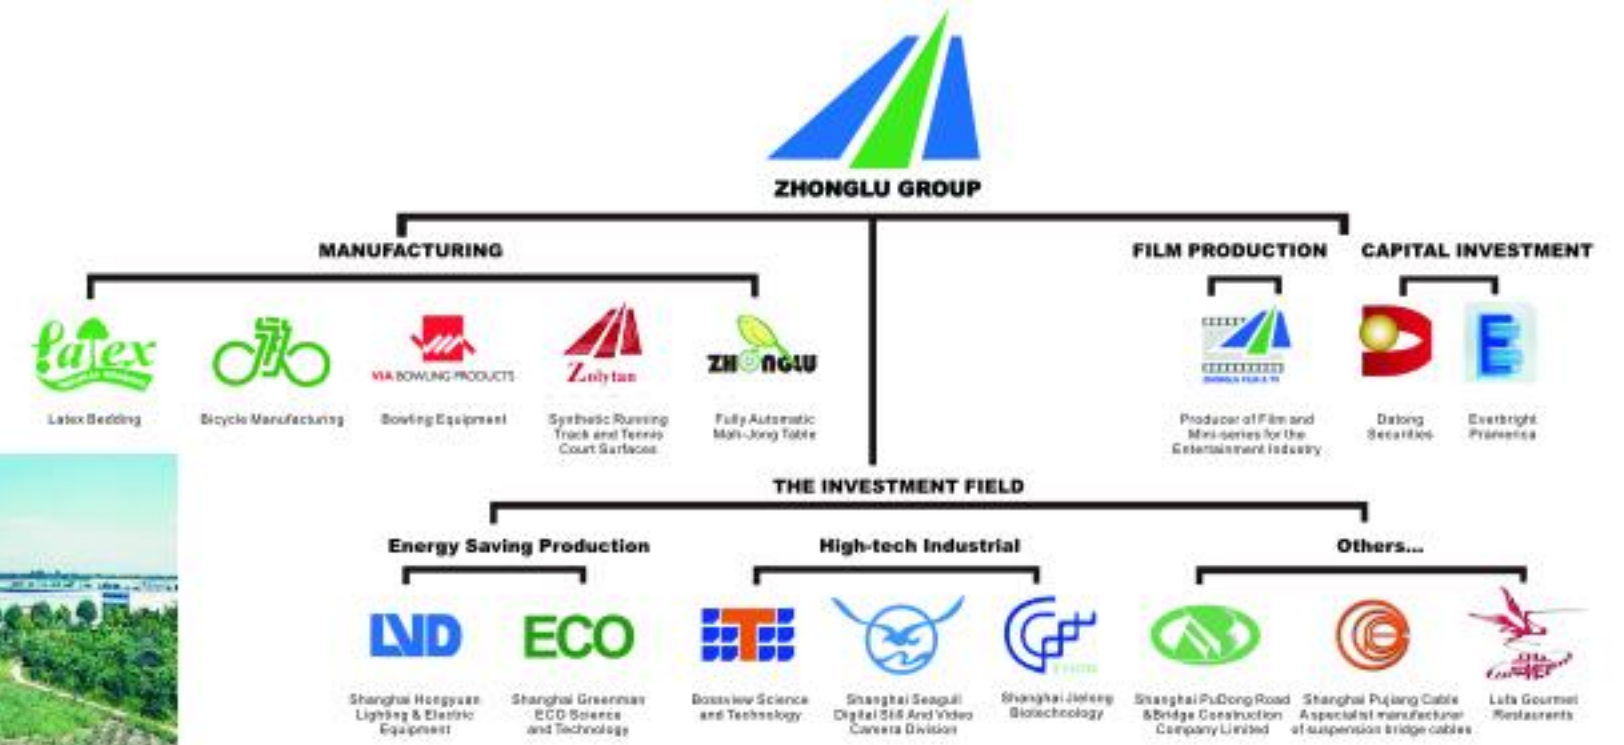 ZHONGLU GROUP
MANUFACTURING
FILM PRODUCTION
CAPITAL INVESTMENT
Latex
VIA BOWLING PRODUCTS
Zolytan
ZHONGLU
ZHONGLU FILM & TV
Latex Bedding
Bicycle Manufacturing
Bowling Equipment
Synthetic Running
Track and Tennis
Court Surfaces
Fully Automatic
Mah-Jong Table
Producer of Film and
Mini-series for the
Entertainment Industry
Datong
Securities
Everbright
Pramerica
THE INVESTMENT FIELD
Energy Saving Production
High-tech Industrial
Others...
LVD
ECO
Shanghai Hongyuan
Lighting & Electric
Equipment
Shanghai Greenman
ECO Science
and Technology
Bossview Science
and Technology
Shanghai Seagull
Digital Still And Video
Camera Division
Shanghai Jielong
Biotechnology
Shanghai PuDong Road
&Bridge Construction
Company Limited
Shanghai Pujiang Cable
A specialist manufacturer
of suspension bridge cables
Lufa Gourmet
Restaurants